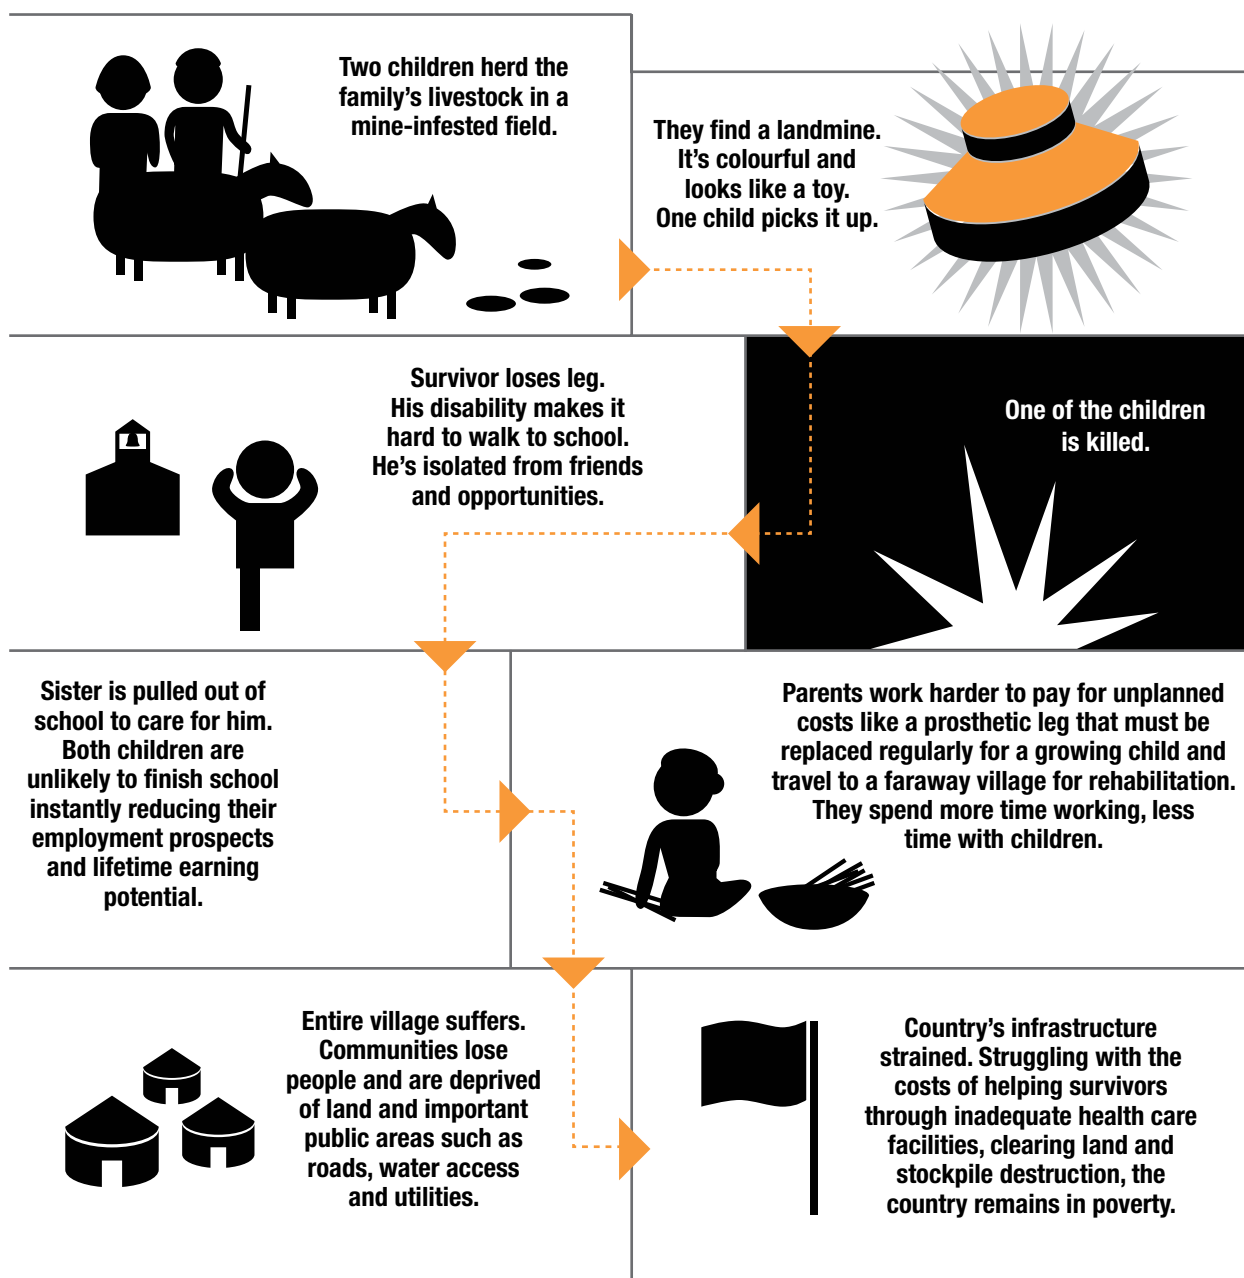 Two children herd the
family’s livestock in a
mine-infested field.
They find a landmine.
It’s colourful and
looks like a toy.
One child picks it up.
One of the children
is killed.
Survivor loses leg.
His disability makes it
hard to walk to school.
He’s isolated from friends
and opportunities.
Sister is pulled out of
school to care for him.
Both children are
unlikely to finish school
instantly reducing their
employment prospects
and lifetime earning
potential.
Parents work harder to pay for unplanned
costs like a prosthetic leg that must be
replaced regularly for a growing child and
travel to a faraway village for rehabilitation.
They spend more time working, less
time with children.
Entire village suffers.
Communities lose
people and are deprived
of land and important
public areas such as
roads, water access
and utilities.
Country’s infrastructure
strained. Struggling with the
costs of helping survivors
through inadequate health care
facilities, clearing land and
stockpile destruction, the
country remains in poverty.